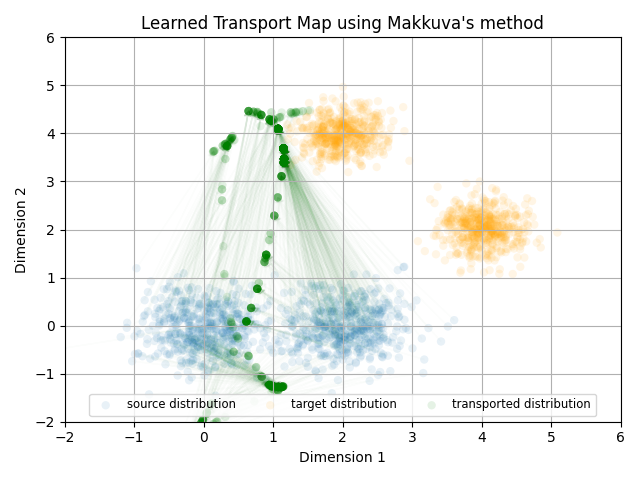 Learned Transport Map using Makkuva's method
6
5
4
3
2
1
0
−1
−2
Dimension 2
source distribution target distribution transported distribution
−2 −1 0 1 2 3 4 5 6
Dimension 1